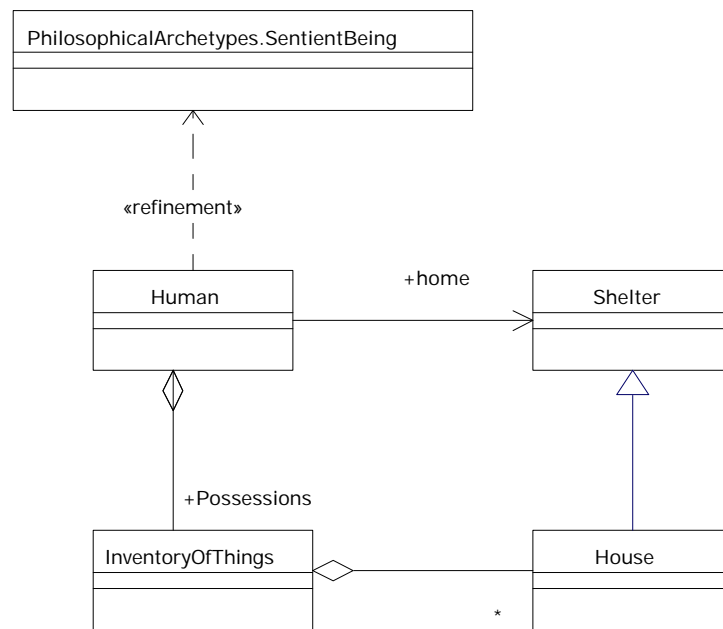 PhilosophicalArchetypes.SentientBeing
«refinement»
+home
Human
Shelter
+Possessions
InventoryOfThings
House
*